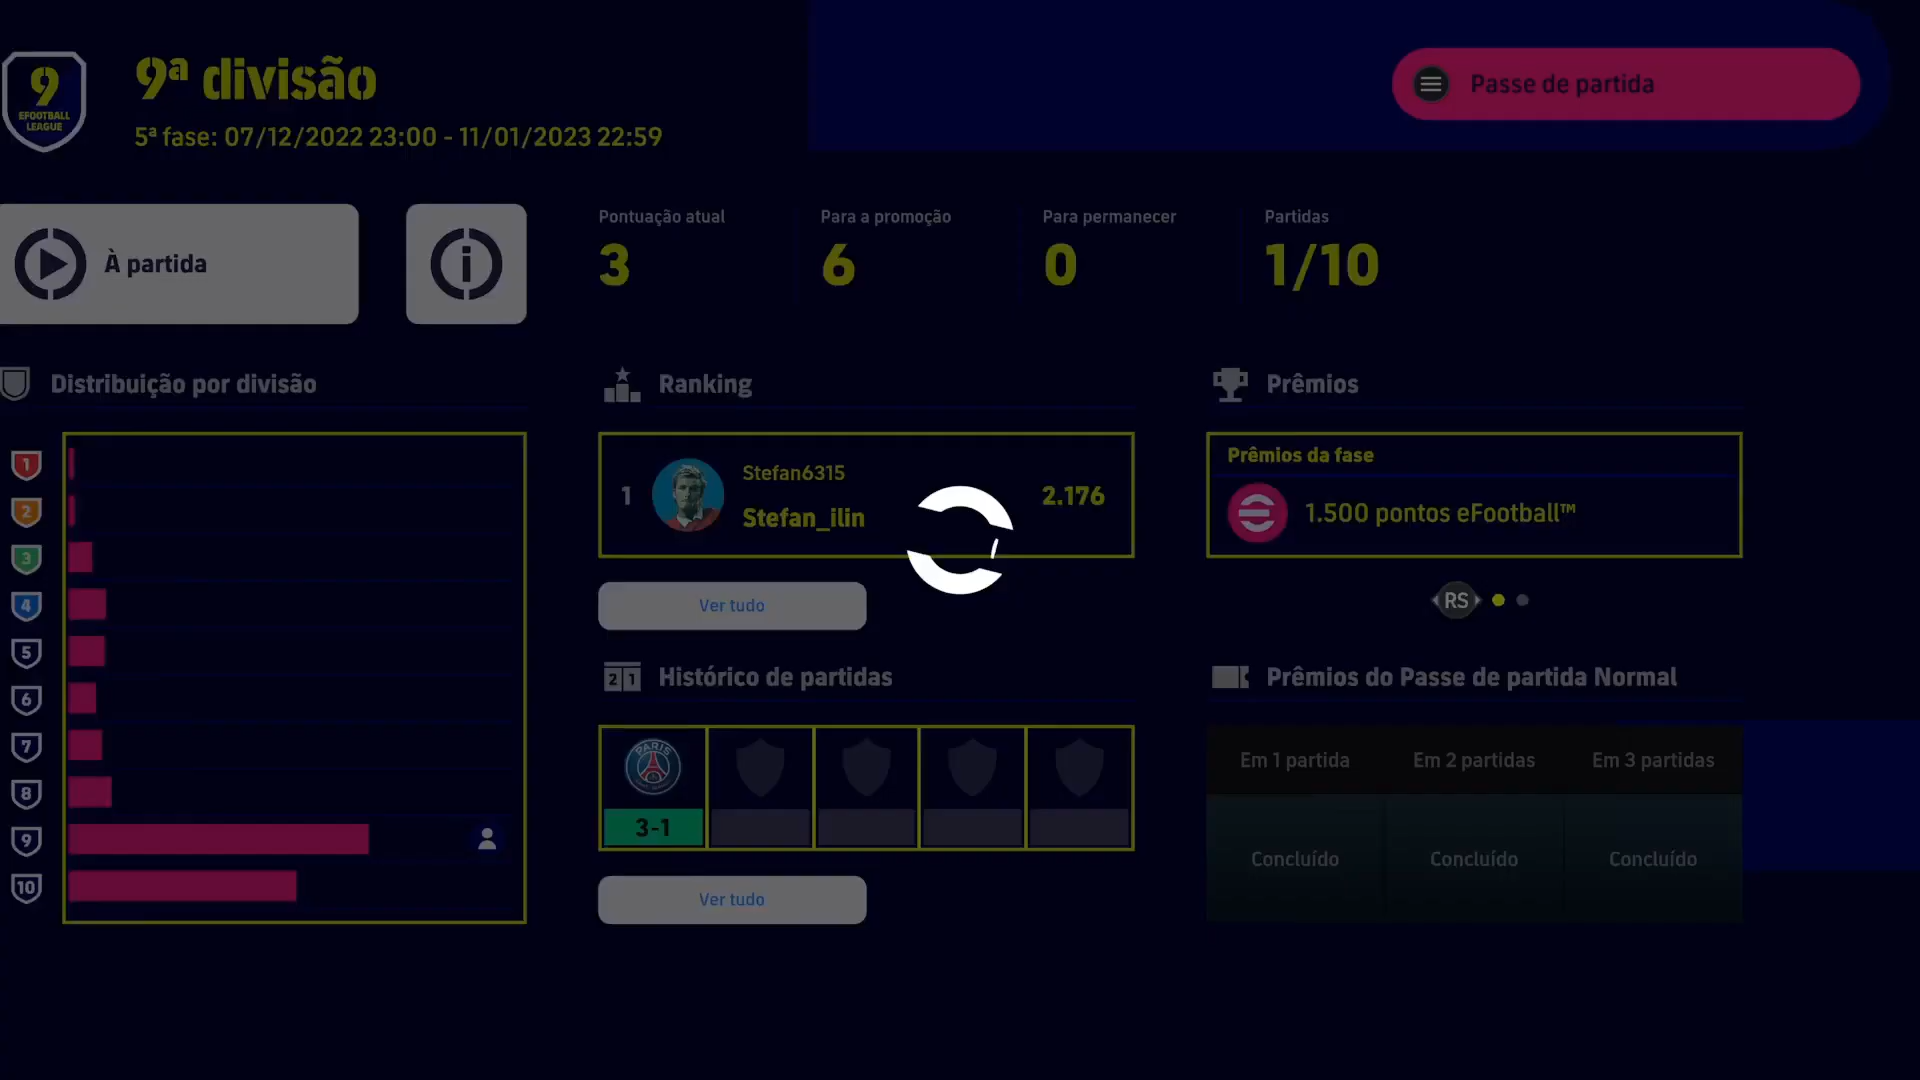 9
EFOOTBALL
LEAGUE
9ª divisão
5ª fase: 07/12/2022 23:00 - 11/01/2023 22:59
Passe de partida
À partida
i
Pontuação atual
3
Para a promoção
6
Para permanecer
0
Partidas
1/10
Distribuição por divisão
1
2
3
4
5
6
7
8
9
10
Ranking
1
Stefan6315
Stefan_ilin
2.176
Ver tudo
Histórico de partidas
2 1
PARIS
3-1
Ver tudo
Prêmios
Prêmios da fase
1.500 pontos eFootball™
RS
Prêmios do Passe de partida Normal
Em 1 partida
Em 2 partidas
Em 3 partidas
Concluído
Concluído
Concluído